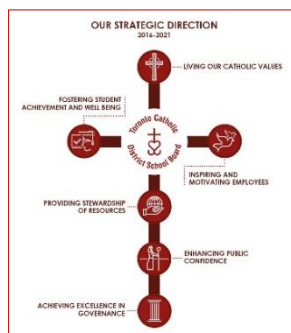 OUR STRATEGIC DIRECTION
2016-2021
LIVING OUR CATHOLIC VALUES
FOSTERING STUDENT
ACHIEVEMENT AND WELL BEING
Toronto Catholic
District School Board
INSPIRING AND
MOTIVATING EMPLOYEES
PROVIDING STEWARDSHIP
OF RESOURCES
ENHANCING PUBLIC
CONFIDENCE
ACHIEVING EXCELLENCE IN
GOVERNANCE